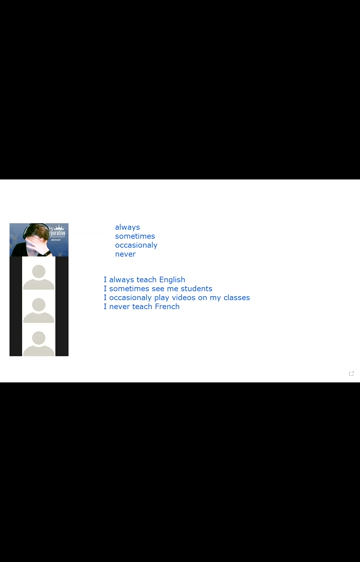 always
sometimes
occasionaly
never
I always teach English
I sometimes see me students
I occasionaly play videos on my classes
I never teach French